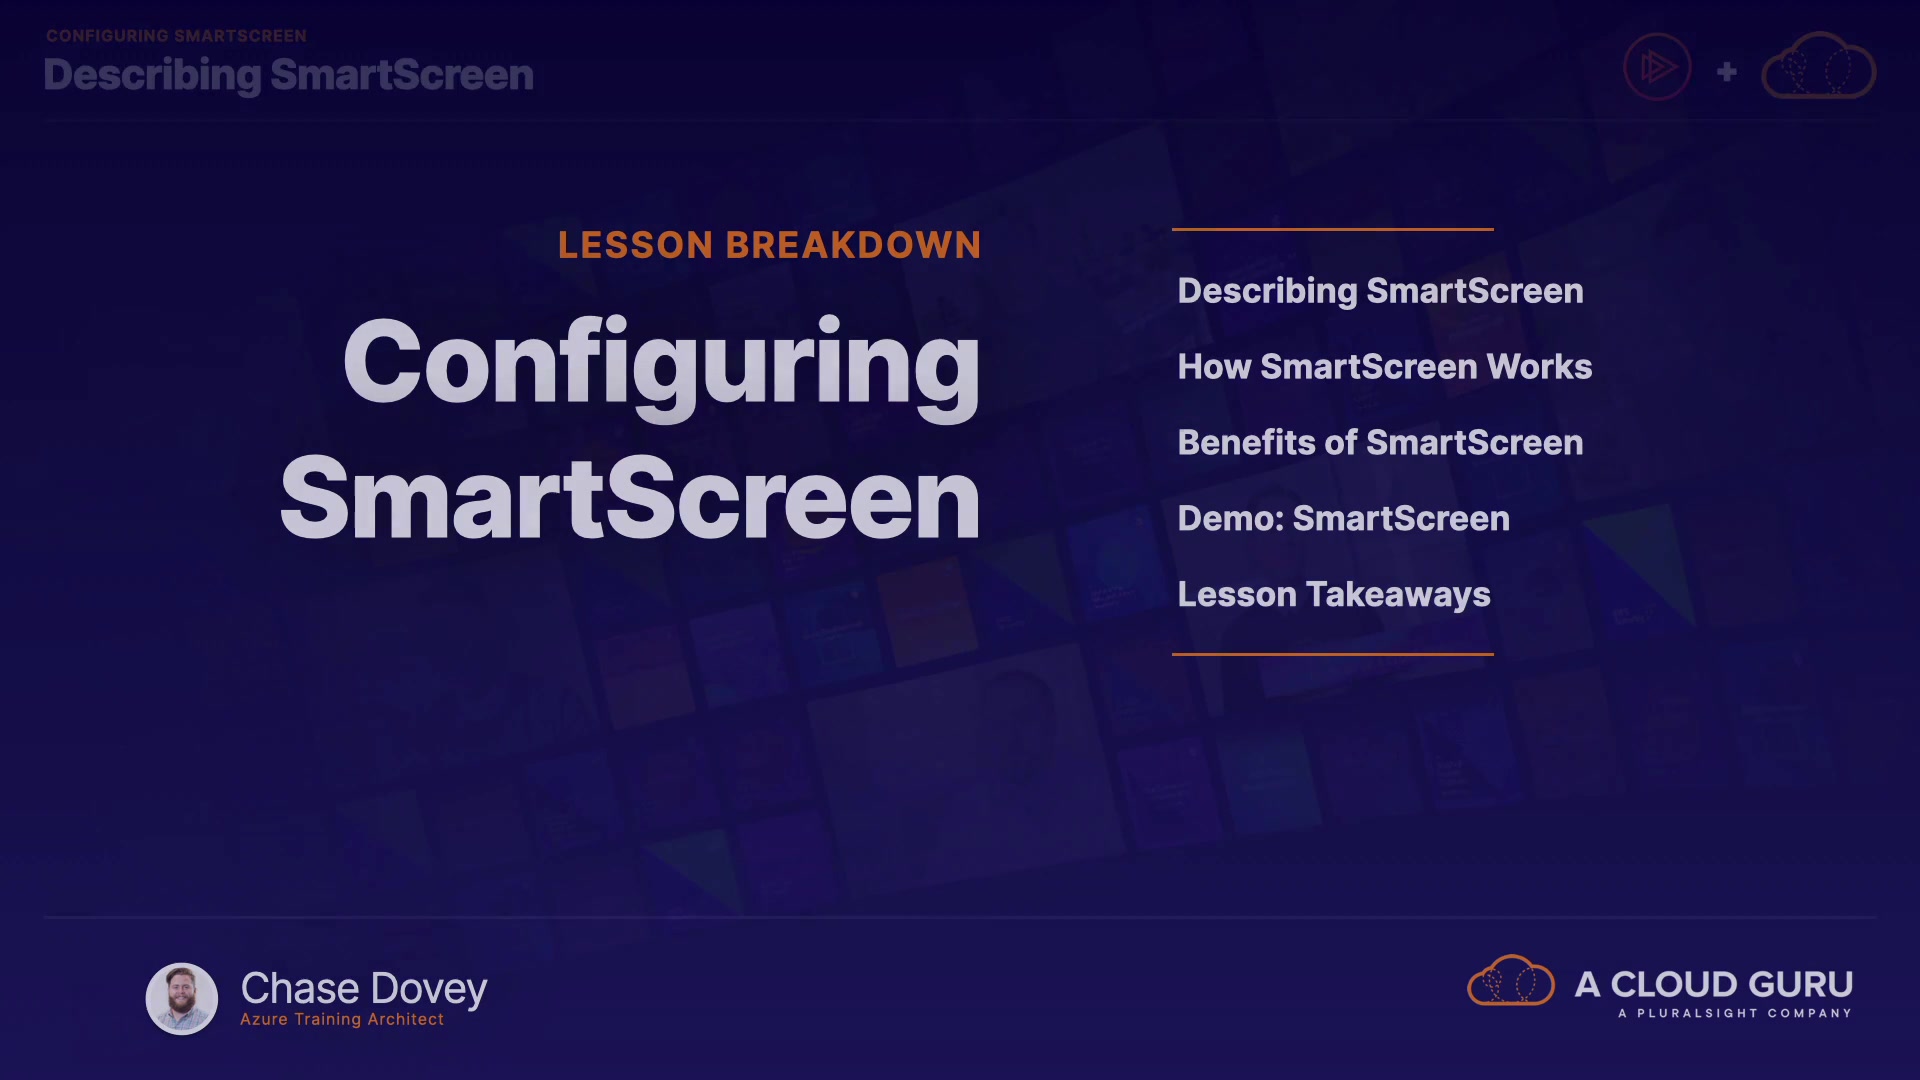 CONFIGURING SMARTSCREEN
Describing SmartScreen
LESSON BREAKDOWN
Configuring
SmartScreen
Describing SmartScreen
How SmartScreen Works
Benefits of SmartScreen
Demo: SmartScreen
Lesson Takeaways
Chase Dovey
Azure Training Architect
A CLOUD GURU
A PLURALSIGHT COMPANY